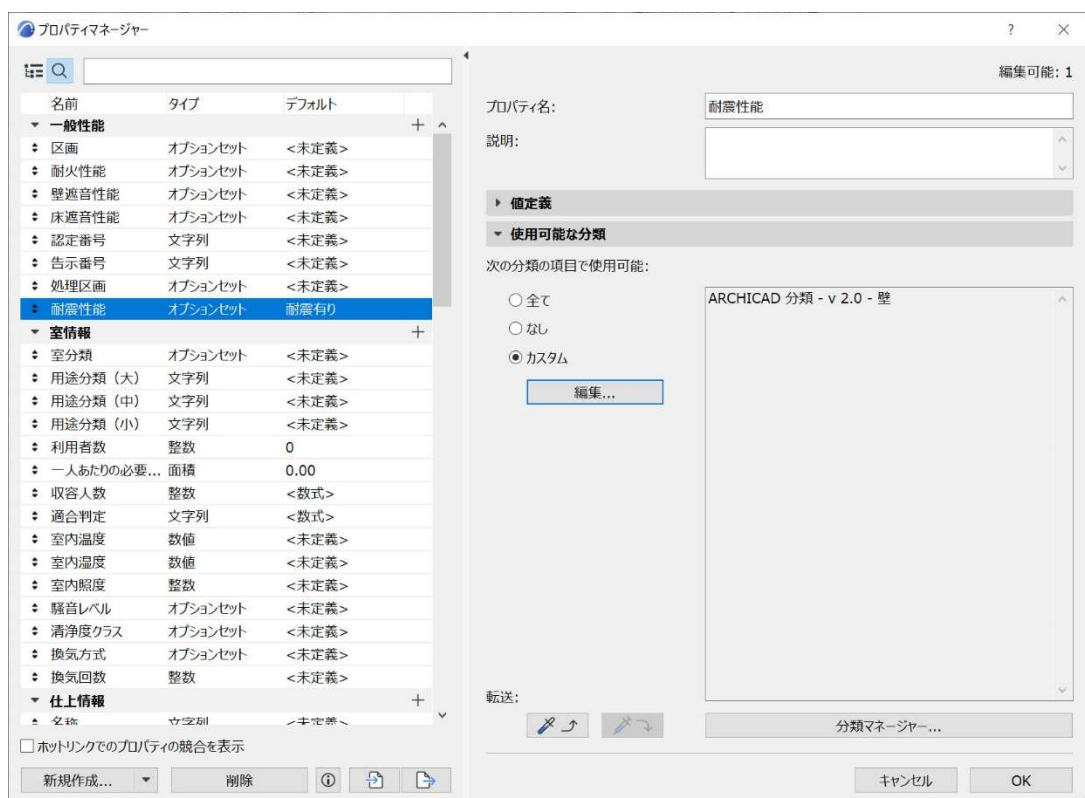 プロパティマネージャー
?
編集可能: 1
名前 タイプ デフォルト
一般性能
区画 オプションセット <未定義>
耐火性能 オプションセット <未定義>
壁遮音性能 オプションセット <未定義>
床遮音性能 オプションセット <未定義>
認定番号 文字列 <未定義>
告示番号 文字列 <未定義>
処理区画 オプションセット <未定義>
耐震性能 オプションセット 耐震有り
室情報
室分類 オプションセット <未定義>
用途分類（大） 文字列 <未定義>
用途分類（中） 文字列 <未定義>
用途分類（小） 文字列 <未定義>
利用者数 整数 0
一人あたりの必要... 面積 0.00
収容人数 整数 <数式>
適合判定 文字列 <数式>
室内温度 数値 <未定義>
室内湿度 数値 <未定義>
室内照度 整数 <未定義>
騒音レベル オプションセット <未定義>
清浄度クラス オプションセット <未定義>
換気方式 オプションセット <未定義>
換気回数 整数 <未定義>
仕上情報
名称 文字列 <未定義>
ホットリンクでのプロパティの競合を表示
新規作成... 削除
プロパティ名: 耐震性能
説明:
値定義
使用可能な分類
次の分類の項目で使用可能:
全て
なし
カスタム
編集...
ARCHICAD 分類 - v 2.0 - 壁
転送:
分類マネージャー...
キャンセル OK